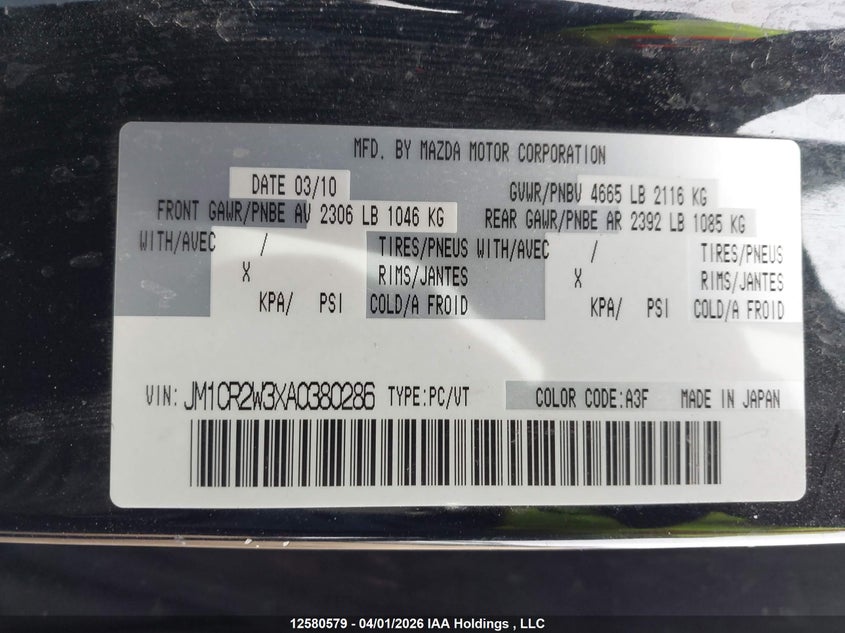 MFD. BY MAZDA MOTOR CORPORATION
DATE 03/10 GVWR/PNBV 4665 LB 2116 KG
FRONT GAWR/PNBE AV 2306 LB 1046 KG REAR GAWR/PNBE AR 2392 LB 1085 KG
WITH/AVEC / TIRES/PNEUS WITH/AVEC / TIRES/PNEUS
X RIMS/JANTES X RIMS/JANTES
KPA/ PSI COLD/A FROID KPA/ PSI COLD/A FROID
VIN: JM1CR2W3XA0380286 TYPE:PC/VT COLOR CODE:A3F MADE IN JAPAN
12580579 - 04/01/2026 IAA Holdings , LLC